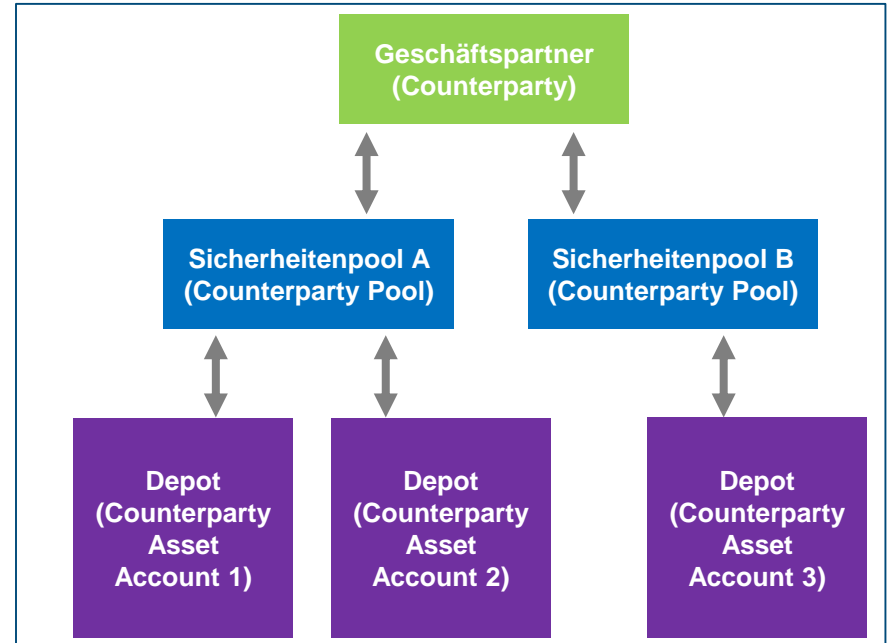 Geschäftspartner
(Counterparty)
Sicherheitenpool A
(Counterparty Pool)
Sicherheitenpool B
(Counterparty Pool)
Depot
(Counterparty
Asset
Account 1)
Depot
(Counterparty
Asset
Account 2)
Depot
(Counterparty
Asset
Account 3)